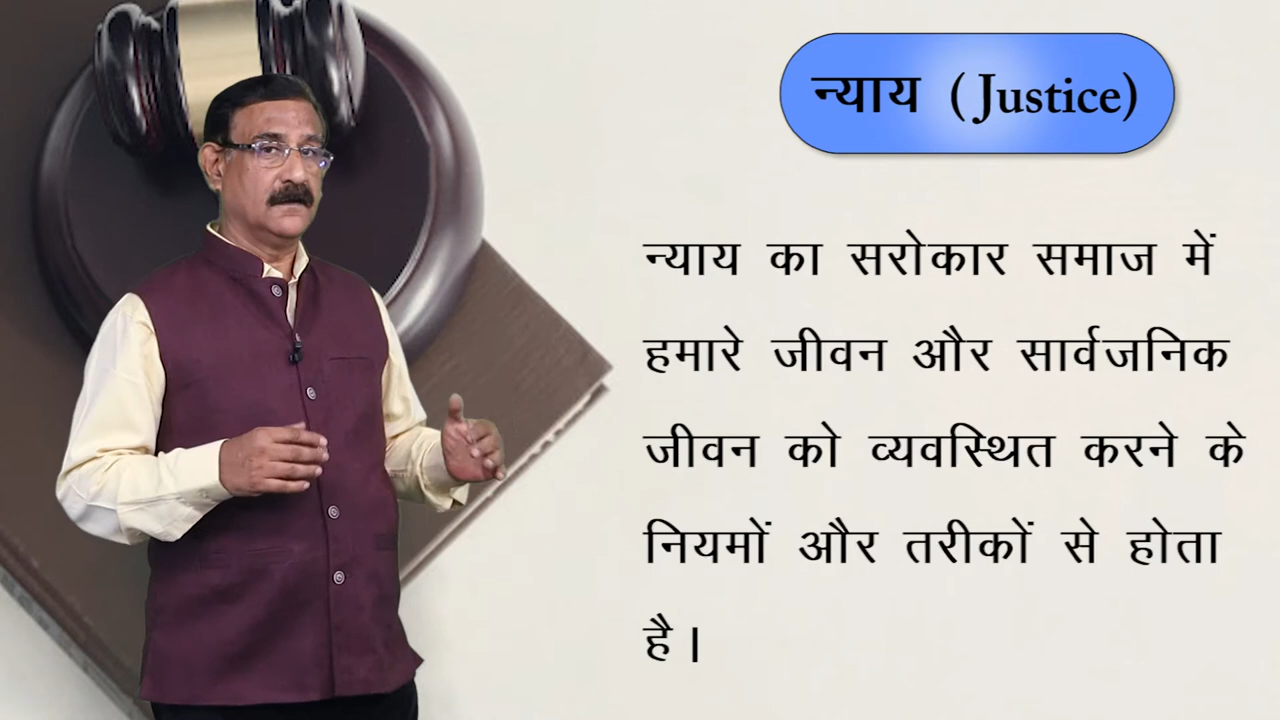 न्याय (Justice)
न्याय का सरोकार समाज में
हमारे जीवन और सार्वजनिक
जीवन को व्यवस्थित करने के
नियमों और तरीकों से होता
है।